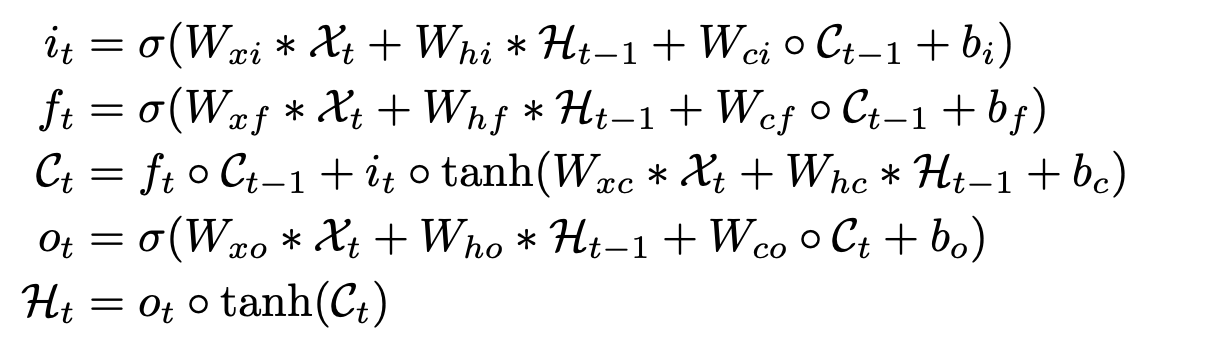 i_t = σ(W_{xi} ∗ 𝒳_t + W_{hi} ∗ ℋ_{t−1} + W_{ci} ∘ 𝒞_{t−1} + b_i)
f_t = σ(W_{xf} ∗ 𝒳_t + W_{hf} ∗ ℋ_{t−1} + W_{cf} ∘ 𝒞_{t−1} + b_f)
𝒞_t = f_t ∘ 𝒞_{t−1} + i_t ∘ tanh(W_{xc} ∗ 𝒳_t + W_{hc} ∗ ℋ_{t−1} + b_c)
o_t = σ(W_{xo} ∗ 𝒳_t + W_{ho} ∗ ℋ_{t−1} + W_{co} ∘ 𝒞_t + b_o)
ℋ_t = o_t ∘ tanh(𝒞_t)